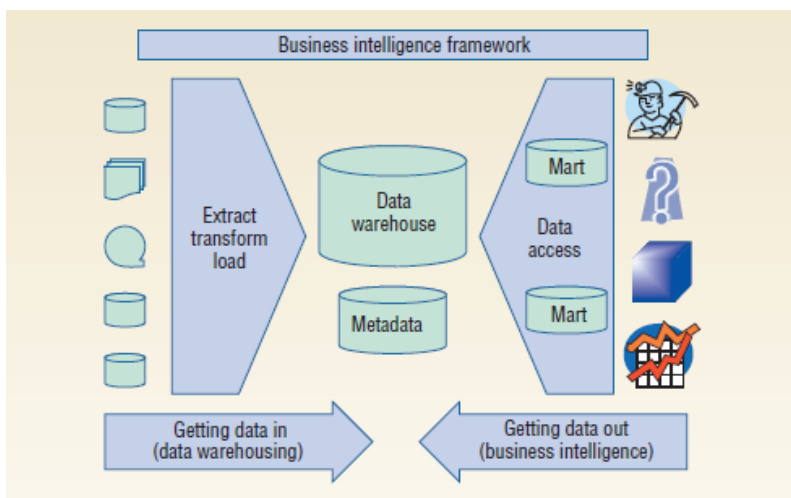 Business intelligence framework
Extract
transform
load
Data
warehouse
Metadata
Mart
Data
access
Mart
?
Getting data in
(data warehousing)
Getting data out
(business intelligence)